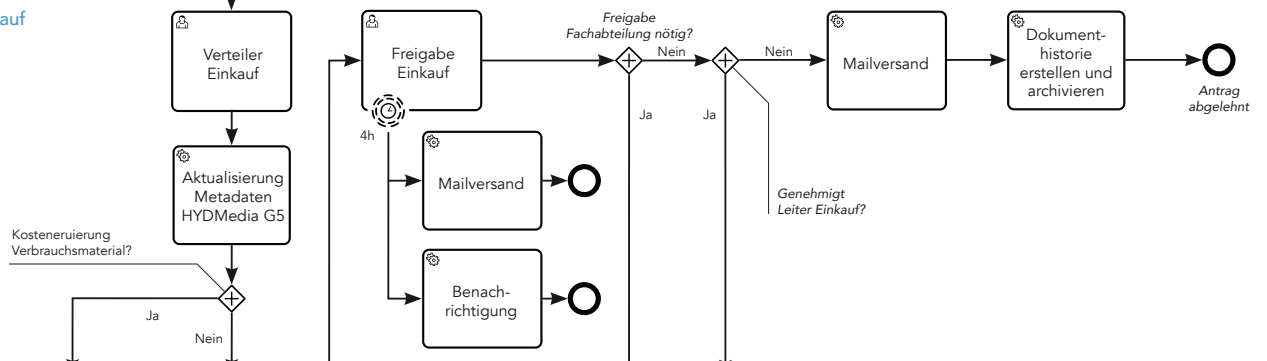 auf
Verteiler
Einkauf
Aktualisierung
Metadaten
HYDMedia G5
Kosteneruierung
Verbrauchsmaterial?
Ja
Nein
Freigabe
Einkauf
4h
Mailversand
Benach-
richtigung
Freigabe
Fachabteilung nötig?
Nein
Ja
Ja
Nein
Genehmigt
Leiter Einkauf?
Mailversand
Dokument-
historie
erstellen und
archivieren
Antrag
abgelehnt